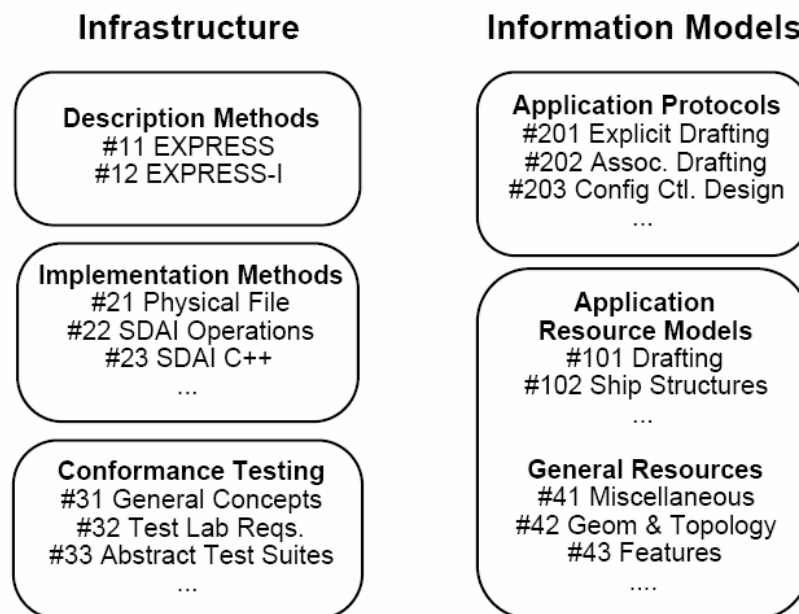 Infrastructure
Description Methods
#11 EXPRESS
#12 EXPRESS-I
Implementation Methods
#21 Physical File
#22 SDAI Operations
#23 SDAI C++
...
Conformance Testing
#31 General Concepts
#32 Test Lab Reqs.
#33 Abstract Test Suites
...
Information Models
Application Protocols
#201 Explicit Drafting
#202 Assoc. Drafting
#203 Config Ctl. Design
...
Application
Resource Models
#101 Drafting
#102 Ship Structures
...
General Resources
#41 Miscellaneous
#42 Geom & Topology
#43 Features
....